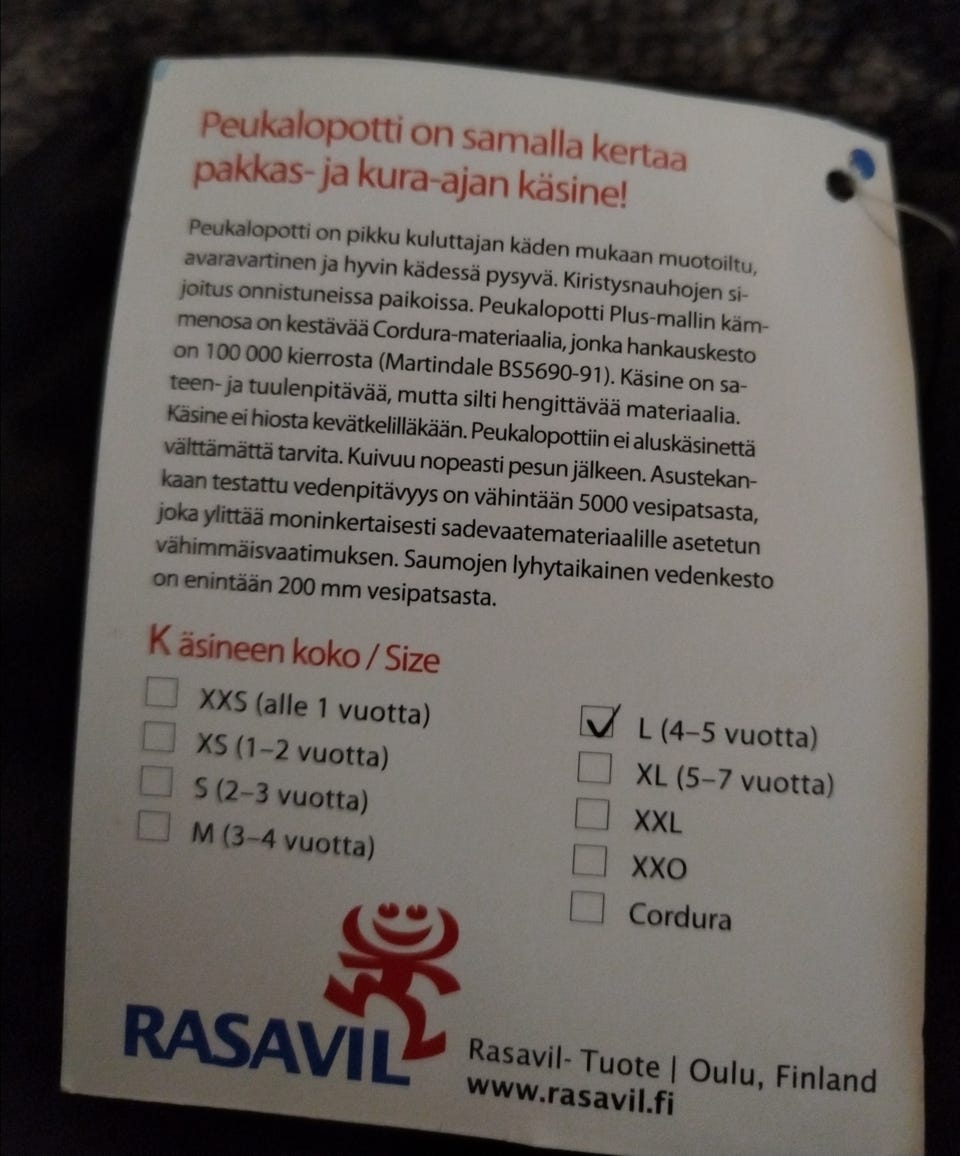 Peukalopotti on samalla kertaa
pakkas- ja kura-ajan käsine!
Peukalopotti on pikku kuluttajan käden mukaan muotoiltu,
avaravartinen ja hyvin kädessä pysyvä. Kiristysnauhojen si-
joitus onnistuneissa paikoissa. Peukalopotti Plus-mallin käm-
menosa on kestävää Cordura-materiaalia, jonka hankauskesto
on 100 000 kierrosta (Martindale BS5690-91). Käsine on sa-
teen- ja tuulenpitävää, mutta silti hengittävää materiaalia.
Käsine ei hiosta kevätkelilläkään. Peukalopottiin ei aluskäsinettä
välttämättä tarvita. Kuivuu nopeasti pesun jälkeen. Asustekan-
kaan testattu vedenpitävyys on vähintään 5000 vesipatsasta,
joka ylittää moninkertaisesti sadevaatemateriaalille asetetun
vähimmäisvaatimuksen. Saumojen lyhytaikainen vedenkesto
on enintään 200 mm vesipatsasta.
K äsineen koko / Size
XXS (alle 1 vuotta)
XS (1–2 vuotta)
S (2–3 vuotta)
M (3–4 vuotta)
L (4–5 vuotta)
XL (5–7 vuotta)
XXL
XXO
Cordura
RASAVIL
Rasavil- Tuote | Oulu, Finland
www.rasavil.fi